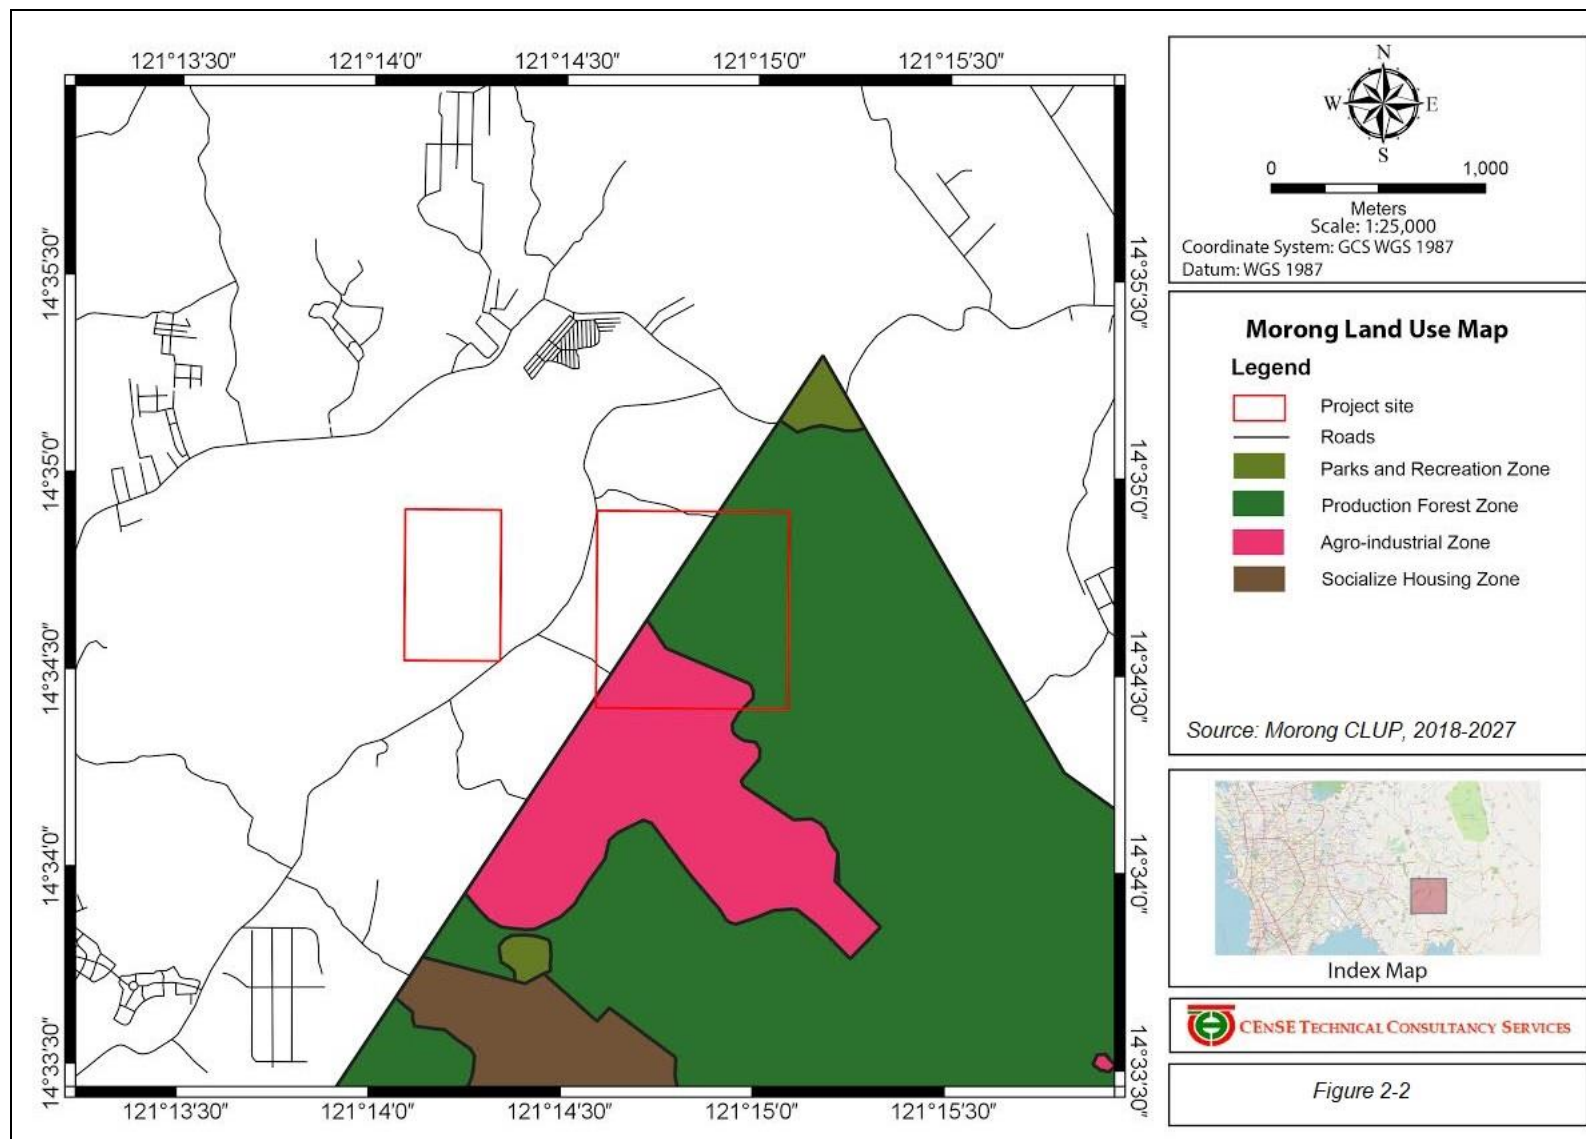 121°13'30" 121°14'0" 121°14'30" 121°15'0" 121°15'30"
14°35'30"
14°35'0"
14°34'30"
14°34'0"
14°33'30"
14°35'30"
14°35'0"
14°34'30"
14°34'0"
14°33'30"
121°13'30" 121°14'0" 121°14'30" 121°15'0" 121°15'30"
N
W E
S
0 1,000
Meters
Scale: 1:25,000
Coordinate System: GCS WGS 1987
Datum: WGS 1987
Morong Land Use Map
Legend
Project site
Roads
Parks and Recreation Zone
Production Forest Zone
Agro-industrial Zone
Socialize Housing Zone
Source: Morong CLUP, 2018-2027
Index Map
CEnSE Technical Consultancy Services
Figure 2-2